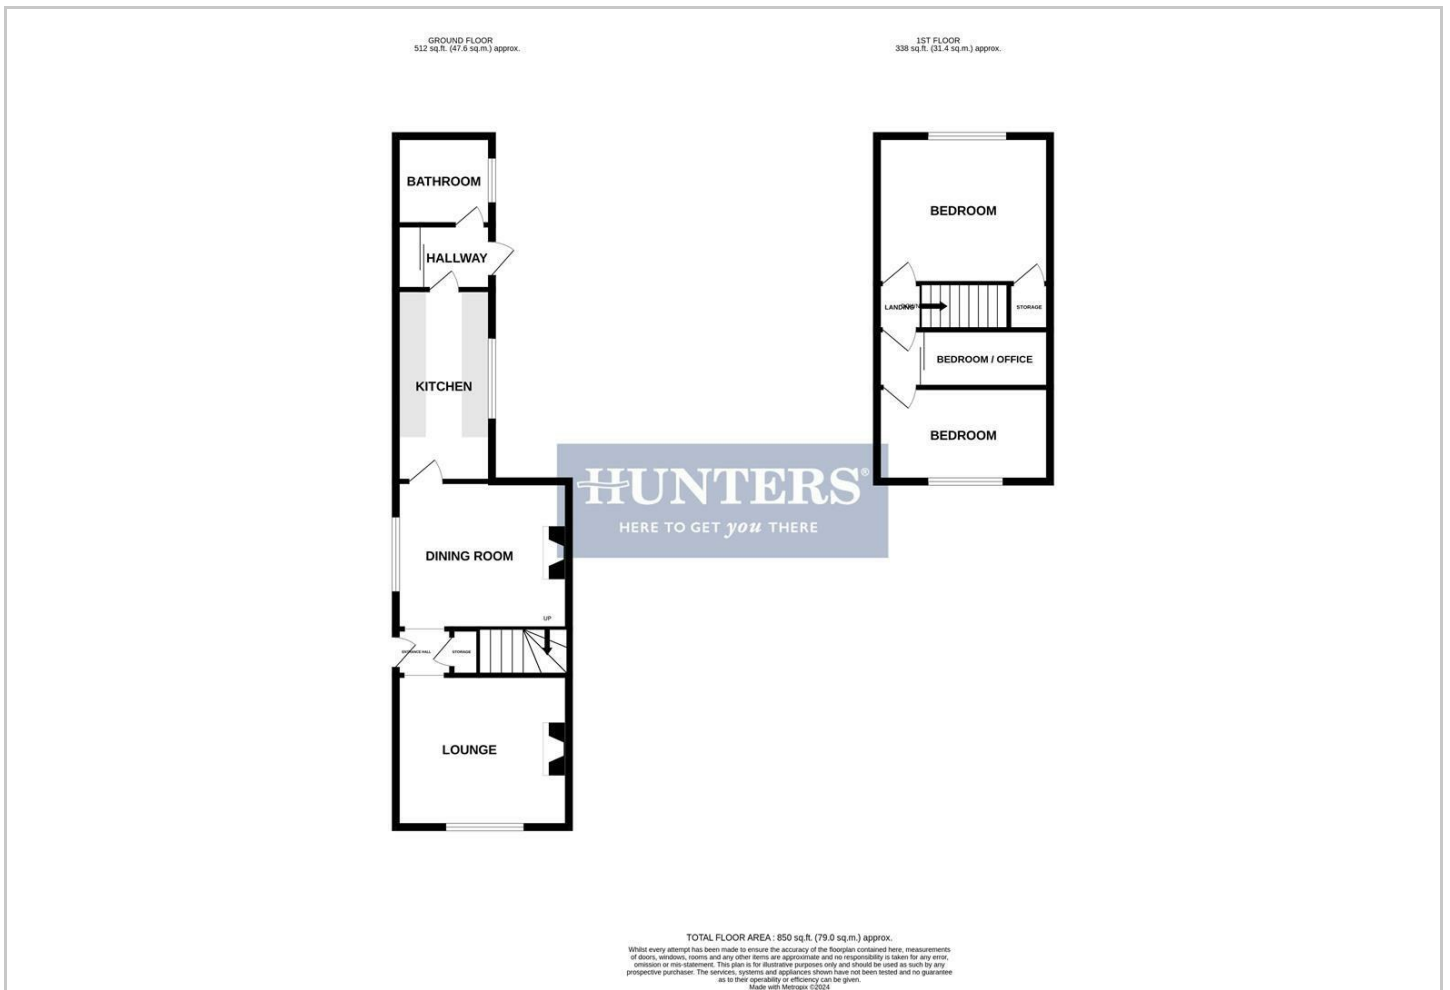 GROUND FLOOR
512 sq.ft. (47.6 sq.m.) approx.
1ST FLOOR
338 sq.ft. (31.4 sq.m.) approx.
BATHROOM
HALLWAY
KITCHEN
DINING ROOM
UP
ENTRANCE HALL
STORAGE
LOUNGE
BEDROOM
LANDING
DOWN
STORAGE
BEDROOM / OFFICE
BEDROOM
HUNTERS®
HERE TO GET you THERE
TOTAL FLOOR AREA : 850 sq.ft. (79.0 sq.m.) approx.
Whilst every attempt has been made to ensure the accuracy of the floorplan contained here, measurements
of doors, windows, rooms and any other items are approximate and no responsibility is taken for any error,
omission or mis-statement. This plan is for illustrative purposes only and should be used as such by any
prospective purchaser. The services, systems and appliances shown have not been tested and no guarantee
as to their operability or efficiency can be given.
Made with Metropix ©2024